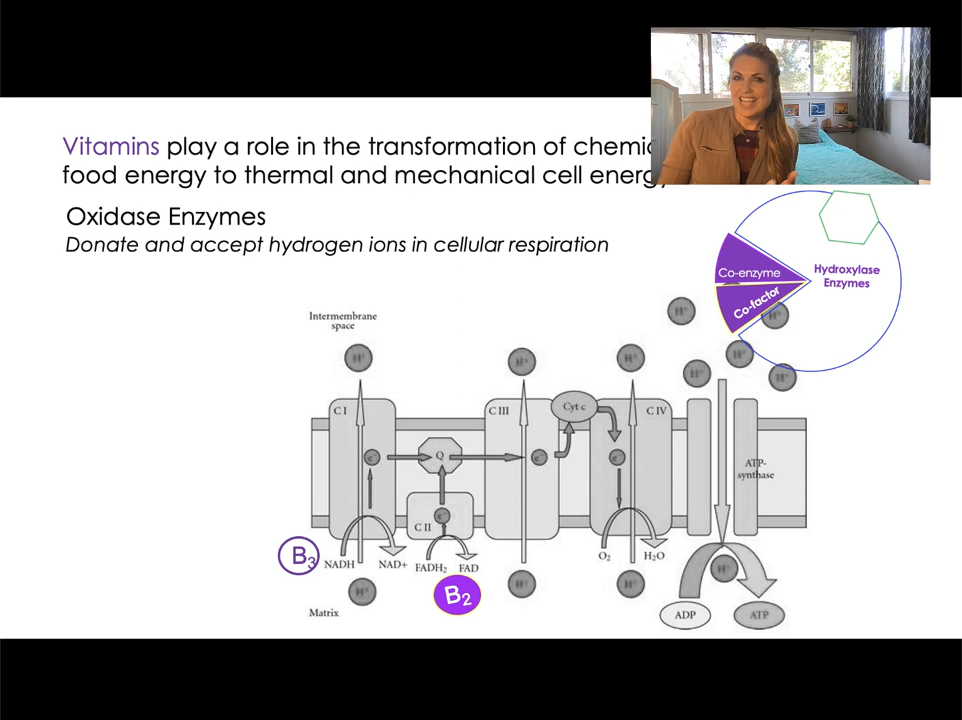 Vitamins play a role in the transformation of
food energy to thermal and mechanical cell energy
Oxidase Enzymes
Donate and accept hydrogen ions in cellular respiration
Co-enzyme
Co-factor
Hydroxylase
Enzymes
Intermembrane
space
H+
H+
H+
H+
H+
H+
H+
H+
C I
C III
Cyt c
C IV
e-
Q
e-
e-
ATP-
synthase
C II
e-
B3
NADH
NAD+
FADH2
FAD
O2
H2O
B2
H+
H+
H+
H+
Matrix
ADP
ATP